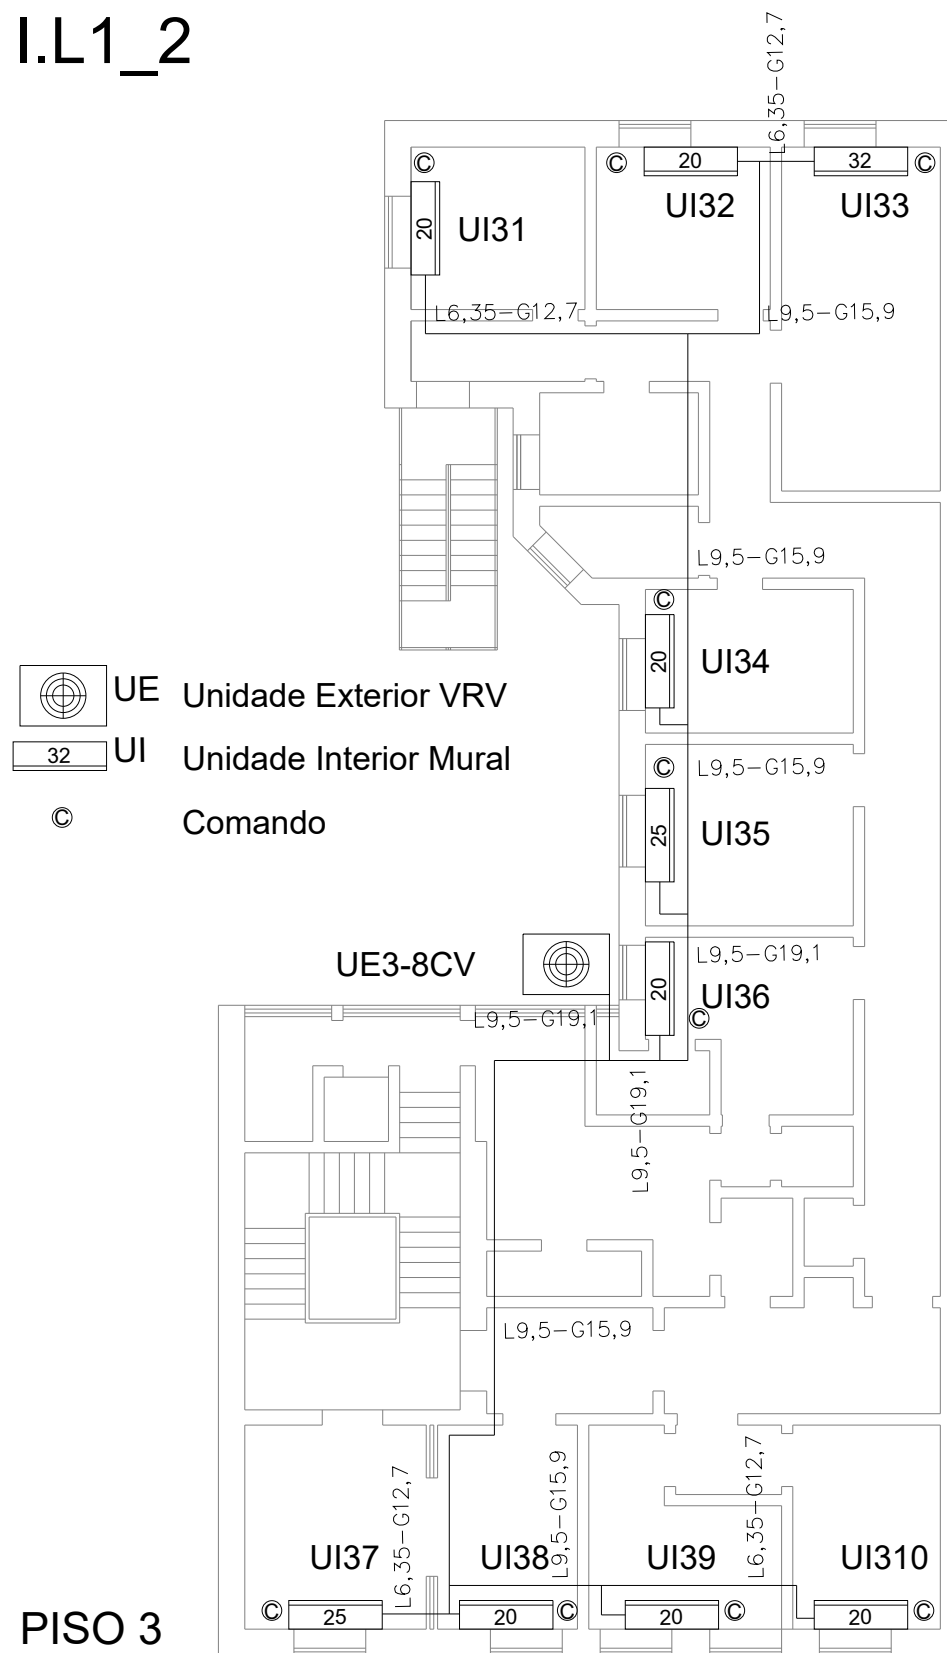 I.L1_2
L6,35-G12,7
C
C
20
32
C
20
UI31
UI32
UI33
L6,35-G12,7
L9,5-G15,9
L9,5-G15,9
C
20
UI34
UE
Unidade Exterior VRV
32
UI
Unidade Interior Mural
C
L9,5-G15,9
C
Comando
25
UI35
UE3-8CV
L9,5-G19,1
20
UI36
L9,5-G19,1
C
L9,5-G19,1
L9,5-G15,9
L6,35-G12,7
L9,5-G15,9
L6,35-G12,7
UI37
UI38
UI39
UI310
C
25
20
C
20
C
20
C
PISO 3